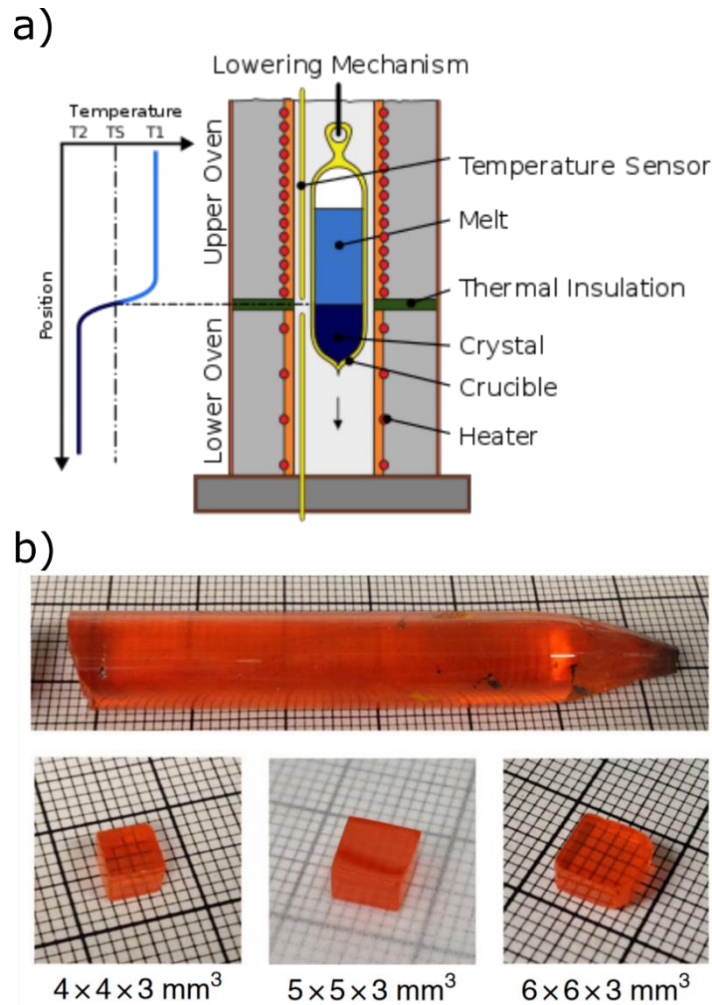 a)
Lowering Mechanism
Temperature
T2 TS T1
Position
Upper Oven
Lower Oven
Temperature Sensor
Melt
Thermal Insulation
Crystal
Crucible
Heater
b)
4×4×3 mm³
5×5×3 mm³
6×6×3 mm³